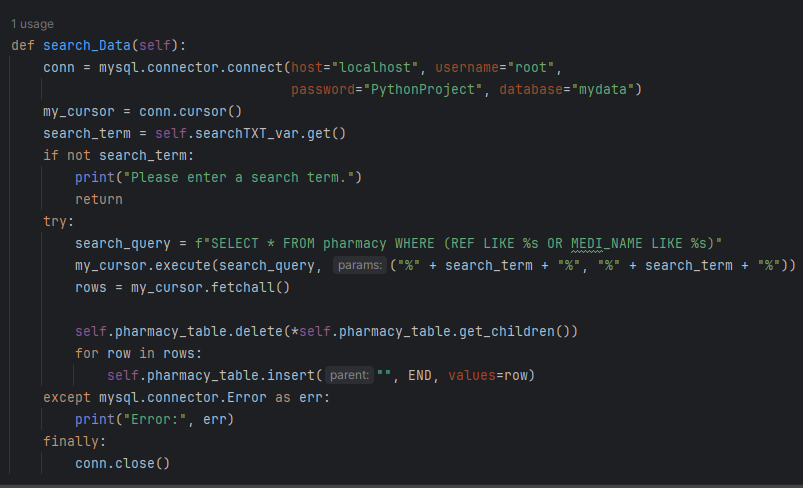 1 usage
def search_Data(self):
    conn = mysql.connector.connect(host="localhost", username="root",
                                   password="PythonProject", database="mydata")
    my_cursor = conn.cursor()
    search_term = self.searchTXT_var.get()
    if not search_term:
        print("Please enter a search term.")
        return
    try:
        search_query = f"SELECT * FROM pharmacy WHERE (REF LIKE %s OR MEDI_NAME LIKE %s)"
        my_cursor.execute(search_query, params: ("%" + search_term + "%", "%" + search_term + "%"))
        rows = my_cursor.fetchall()

        self.pharmacy_table.delete(*self.pharmacy_table.get_children())
        for row in rows:
            self.pharmacy_table.insert( parent: "", END, values=row)
    except mysql.connector.Error as err:
        print("Error:", err)
    finally:
        conn.close()